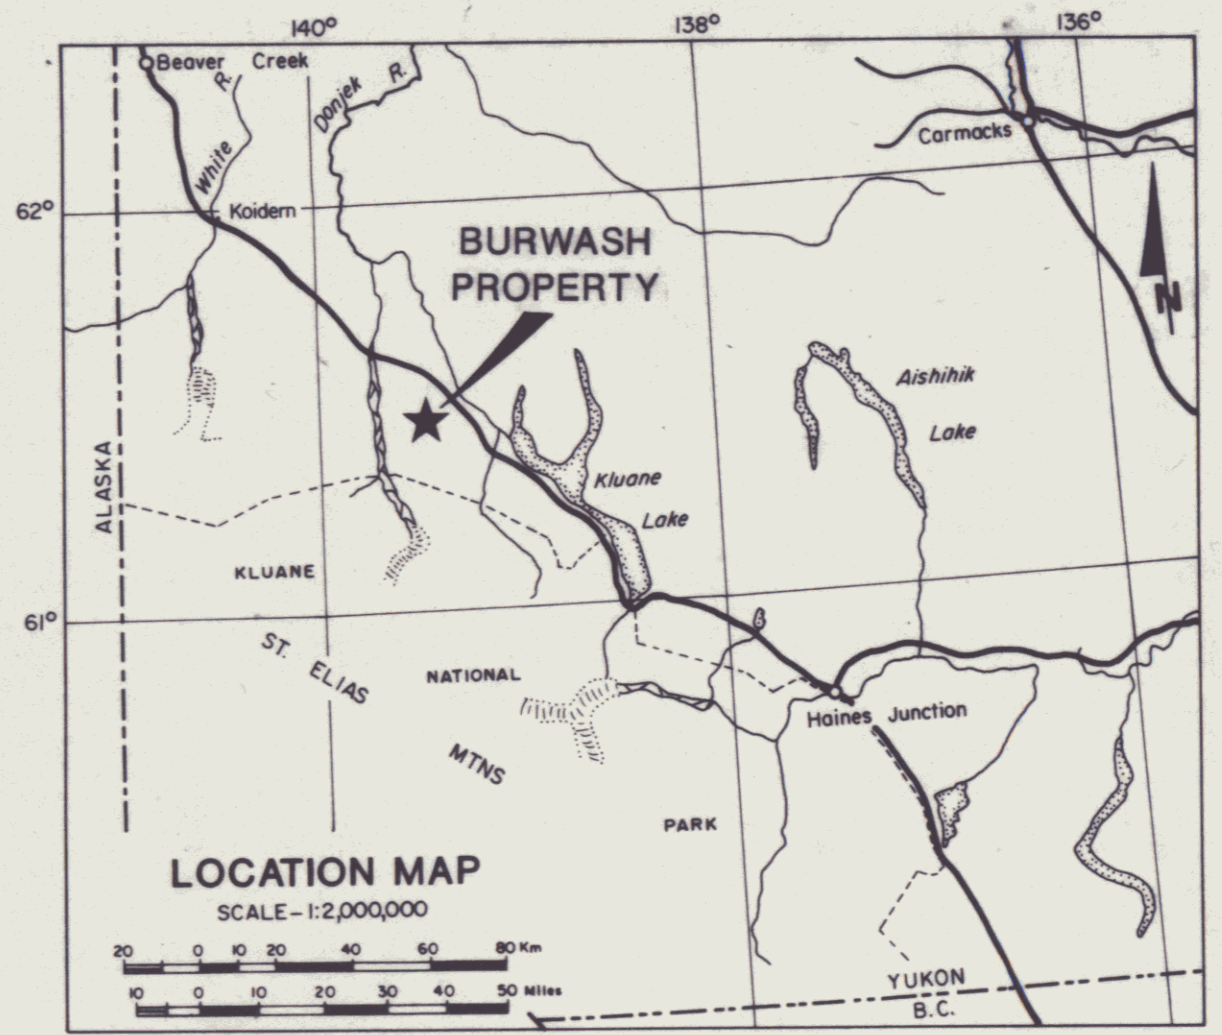 140° 138° 136°
Beaver Creek
White R.
Donjek R.
Carmacks
62°
Koidern
BURWASH
PROPERTY
N
Aishihik
Lake
ALASKA
Kluane
Lake
KLUANE
61°
ST. ELIAS
NATIONAL
MTNS
Haines Junction
PARK
LOCATION MAP
SCALE-1:2,000,000
20 0 10 20 40 60 80 Km
10 0 10 20 30 40 50 Miles
YUKON
B.C.